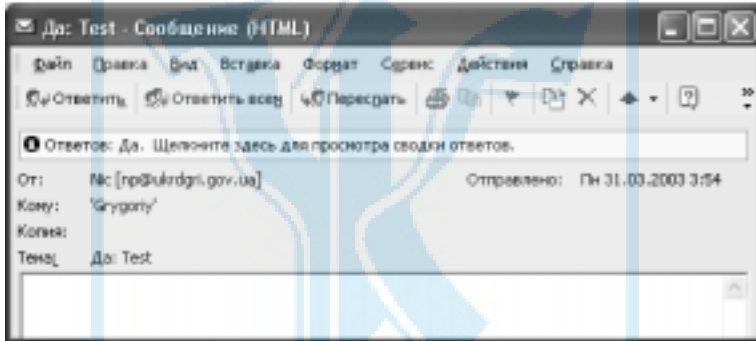 Да: Test - Сообщение (HTML)
Файл Правка Вид Вставка Формат Сервис Действия Справка
Ответить Ответить всем Переслать
Ответов: Да. Щелкните здесь для просмотра сводки ответов.
От: Nic [np@ukrdgri.gov.ua] Отправлено: Пн 31.03.2003 3:54
Кому: 'Grygoriy'
Копия:
Тема: Да: Test